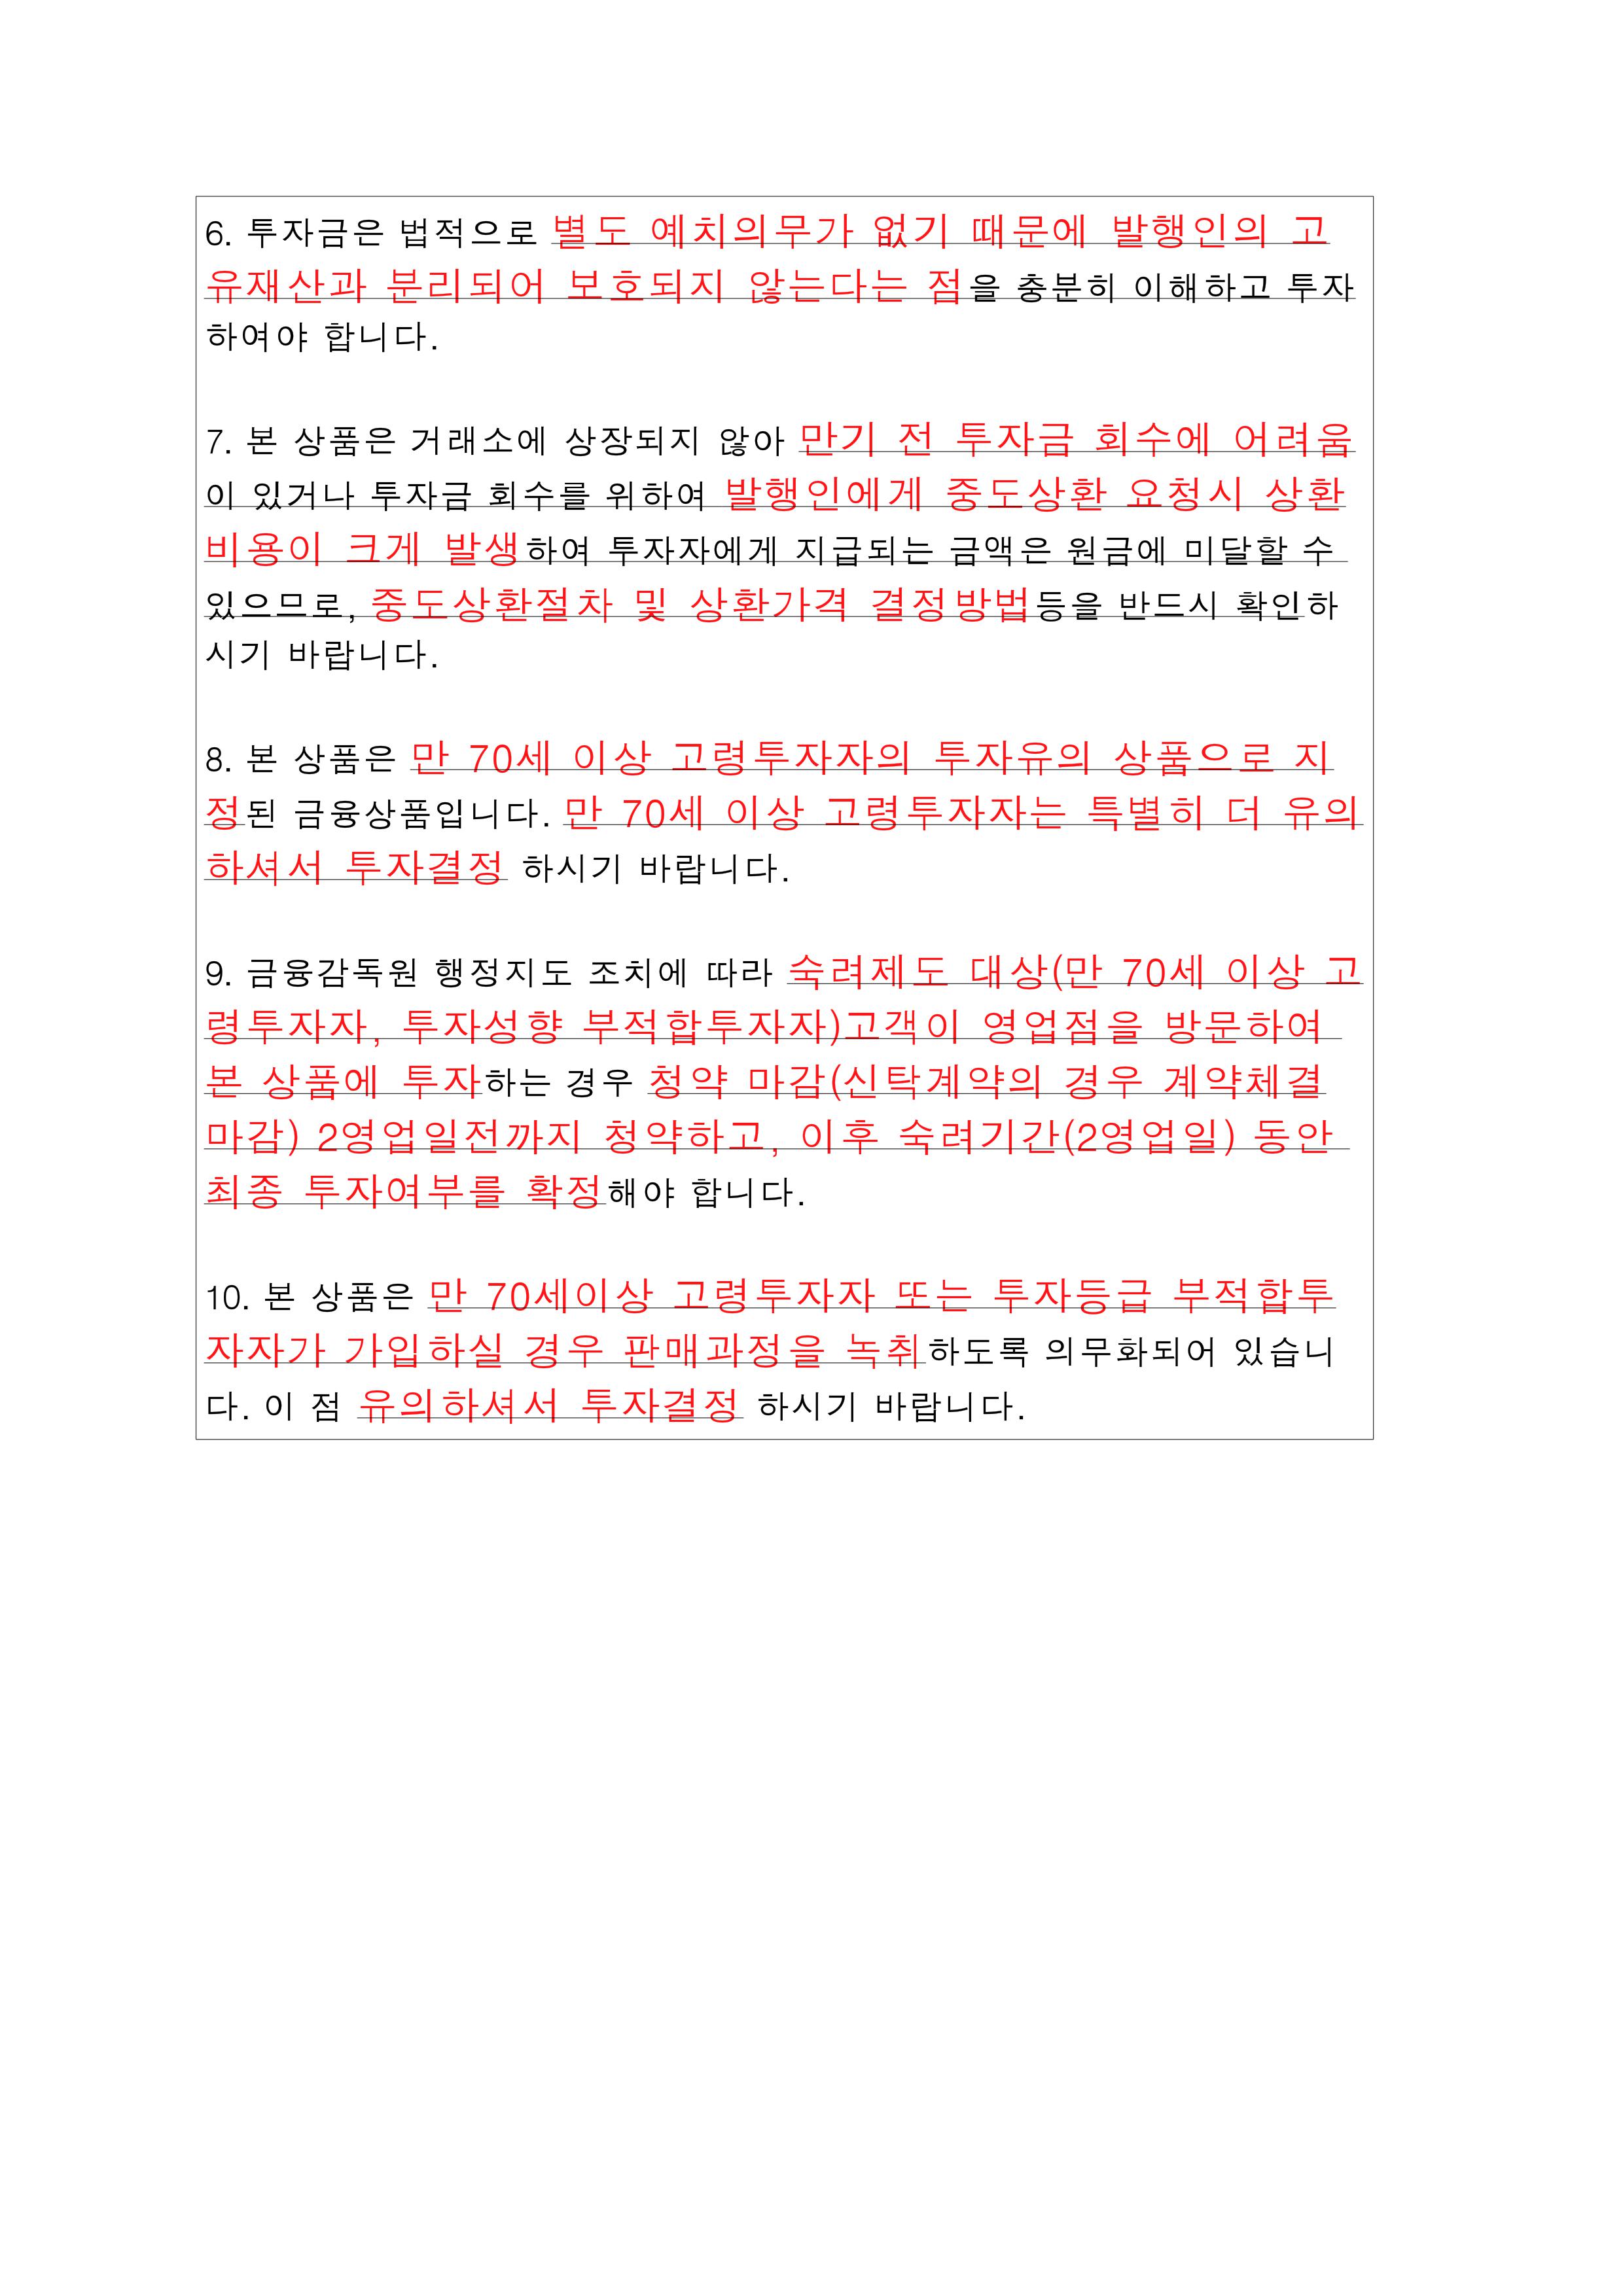 6. 투자금은 법적으로 별도 예치의무가 없기 때문에 발행인의 고
유재산과 분리되어 보호되지 않는다는 점을 충분히 이해하고 투자
하여야 합니다.
7. 본 상품은 거래소에 상장되지 않아 만기 전 투자금 회수에 어려움
이 있거나 투자금 회수를 위하여 발행인에게 중도상환 요청시 상환
비용이 크게 발생하여 투자자에게 지급되는 금액은 원금에 미달할 수
있으므로, 중도상환절차 및 상환가격 결정방법등을 반드시 확인하
시기 바랍니다.
8. 본 상품은 만 70세 이상 고령투자자의 투자유의 상품으로 지
정된 금융상품입니다. 만 70세 이상 고령투자자는 특별히 더 유의
하셔서 투자결정 하시기 바랍니다.
9. 금융감독원 행정지도 조치에 따라 숙려제도 대상(만 70세 이상 고
령투자자, 투자성향 부적합투자자)고객이 영업점을 방문하여
본 상품에 투자하는 경우 청약 마감(신탁계약의 경우 계약체결
마감) 2영업일전까지 청약하고, 이후 숙려기간(2영업일) 동안
최종 투자여부를 확정해야 합니다.
10. 본 상품은 만 70세이상 고령투자자 또는 투자등급 부적합투
자자가 가입하실 경우 판매과정을 녹취하도록 의무화되어 있습니
다. 이 점 유의하셔서 투자결정 하시기 바랍니다.